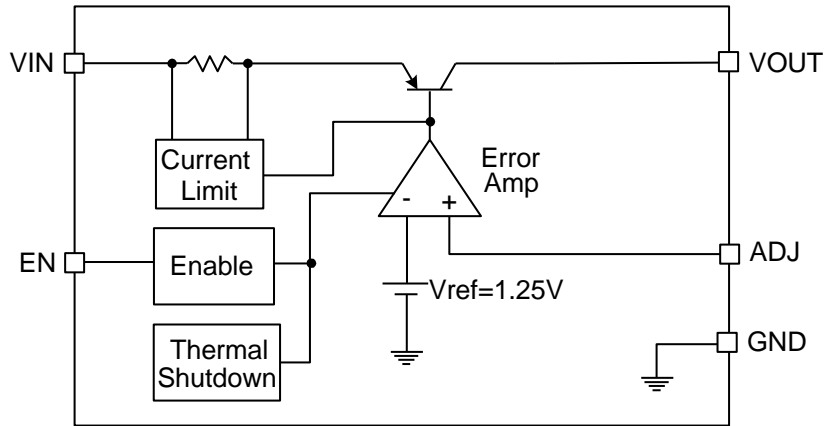 VIN
VOUT
Current
Limit
Error
Amp
-
+
EN
Enable
ADJ
Vref=1.25V
Thermal
Shutdown
GND